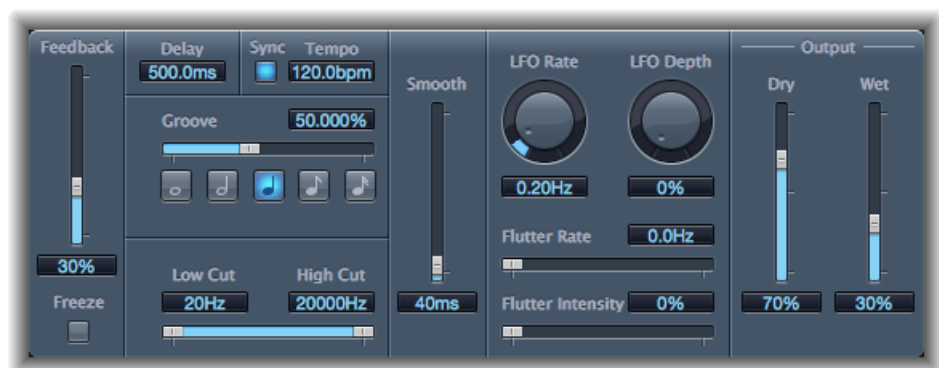 Feedback
30%
Freeze
Delay
500.0ms
Sync Tempo
120.0bpm
Groove
50.000%
Low Cut
20Hz
High Cut
20000Hz
Smooth
40ms
LFO Rate
0.20Hz
LFO Depth
0%
Flutter Rate
0.0Hz
Flutter Intensity
0%
Output
Dry
70%
Wet
30%